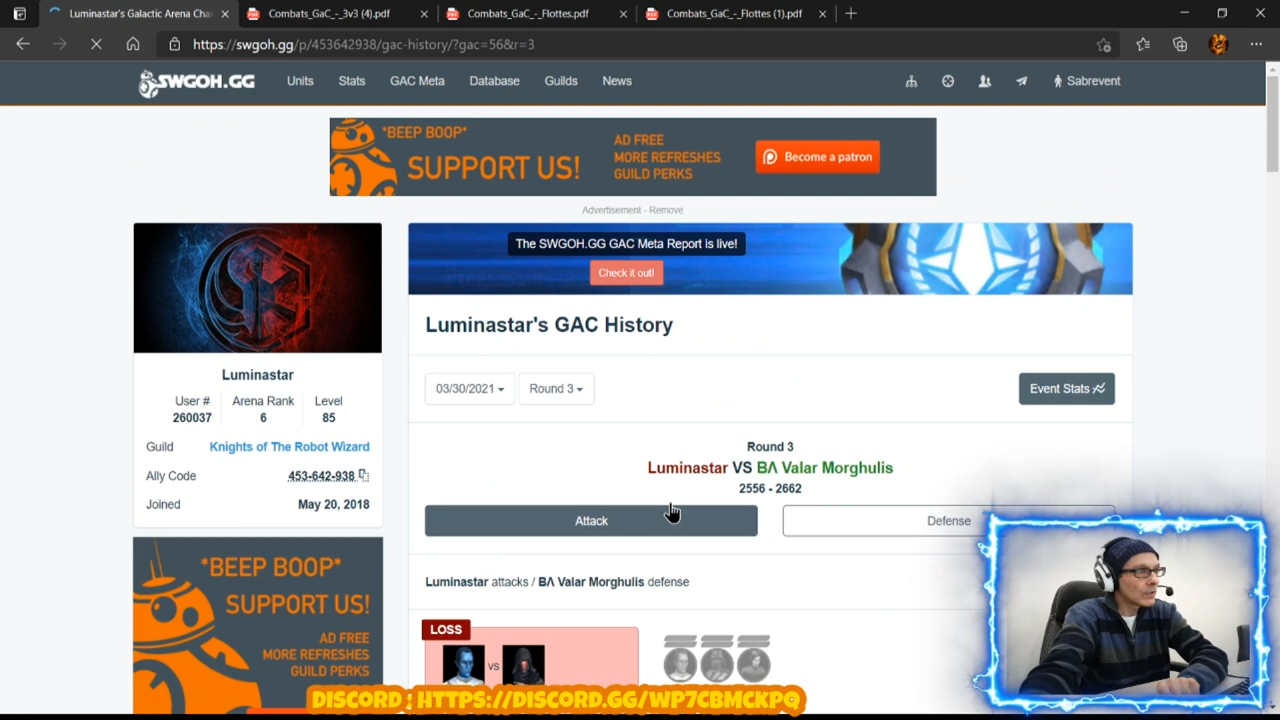 Luminastar's Galactic Arena Cha
Combats_GaC_-_3v3 (4).pdf
Combats_GaC_-_Flottes.pdf
Combats_GaC_-_Flottes (1).pdf
https://swgoh.gg/p/453642938/gac-history/?gac=56&r=3
SWGOH.GG
Units
Stats
GAC Meta
Database
Guilds
News
Sabrevent
*BEEP BOOP*
SUPPORT US!
AD FREE
MORE REFRESHES
GUILD PERKS
Become a patron
Advertisement - Remove
The SWGOH.GG GAC Meta Report is live!
Check it out!
Luminastar's GAC History
03/30/2021
Round 3
Event Stats
Luminastar
User #
260037
Arena Rank
6
Level
85
Guild
Knights of The Robot Wizard
Ally Code
453-642-938
Joined
May 20, 2018
Round 3
Luminastar VS BΛ Valar Morghulis
2556 - 2662
Attack
Defense
Luminastar attacks / BΛ Valar Morghulis defense
LOSS
vs
*BEEP BOOP*
SUPPORT US!
AD FREE
MORE REFRESHES
GUILD PERKS
DISCORD : HTTPS://DISCORD.GG/WP7CBMCKPQ